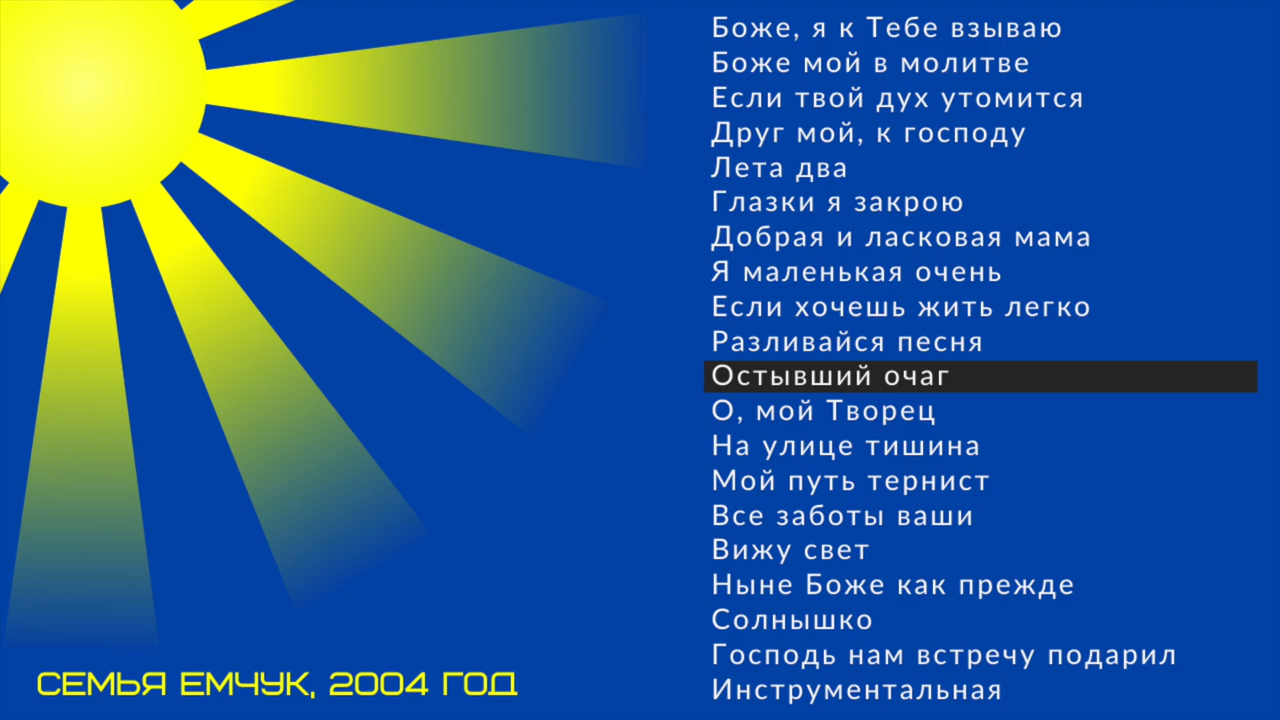 Боже, я к Тебе взываю
Боже мой в молитве
Если твой дух утомится
Друг мой, к господу
Лета два
Глазки я закрою
Добрая и ласковая мама
Я маленькая очень
Если хочешь жить легко
Разливайся песня
Остывший очаг
О, мой Творец
На улице тишина
Мой путь тернист
Все заботы ваши
Вижу свет
Ныне Боже как прежде
Солнышко
Господь нам встречу подарил
Инструментальная
СЕМЬЯ ЕМЧУК, 2004 ГОД